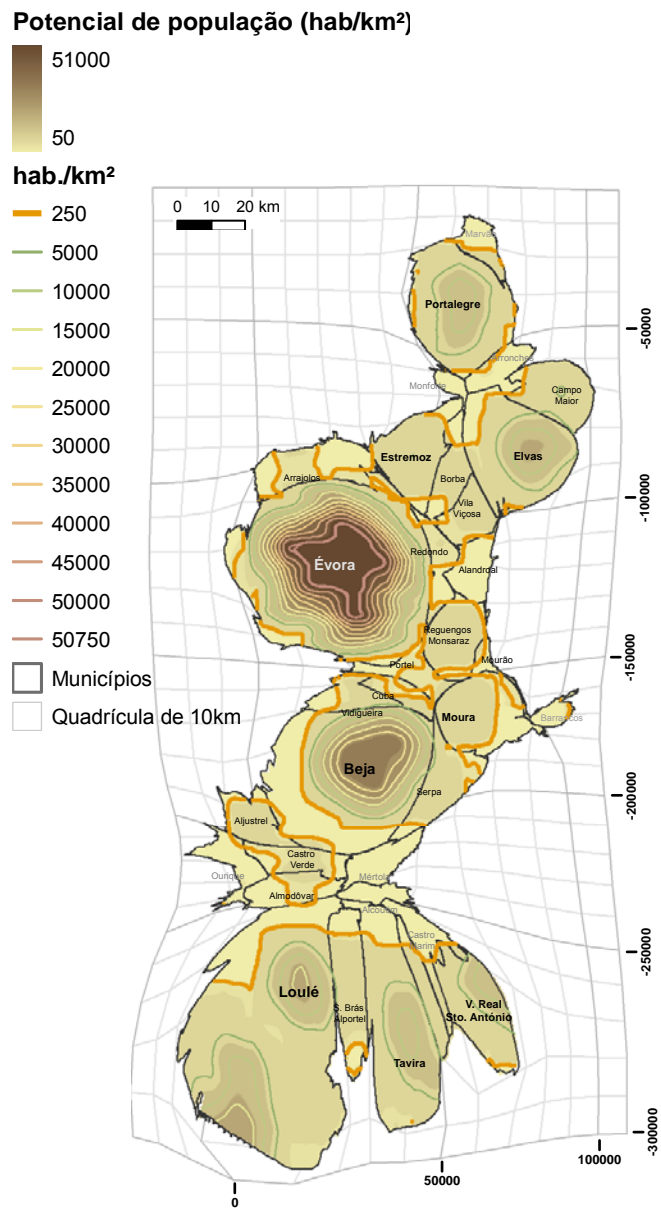 Potencial de população (hab/km²)
51000
50
hab./km²
250
5000
10000
15000
20000
25000
30000
35000
40000
45000
50000
50750
Municípios
Quadrícula de 10km
0 10 20 km
Marvão
Portalegre
Arronches
Monforte
Campo
Maior
Estremoz
Elvas
Borba
Arraiolos
Vila
Viçosa
Redondo
Évora
Alandroal
Reguengos
Monsaraz
Mourão
Portel
Cuba
Vidigueira
Moura
Barrancos
Beja
Serpa
Aljustrel
Castro
Verde
Ourique
Mértola
Almodôvar
Alcoutim
Castro
Marim
Loulé
S. Brás
Alportel
V. Real
Sto. António
Tavira
-50000
-100000
-150000
-200000
-250000
-300000
0
50000
100000